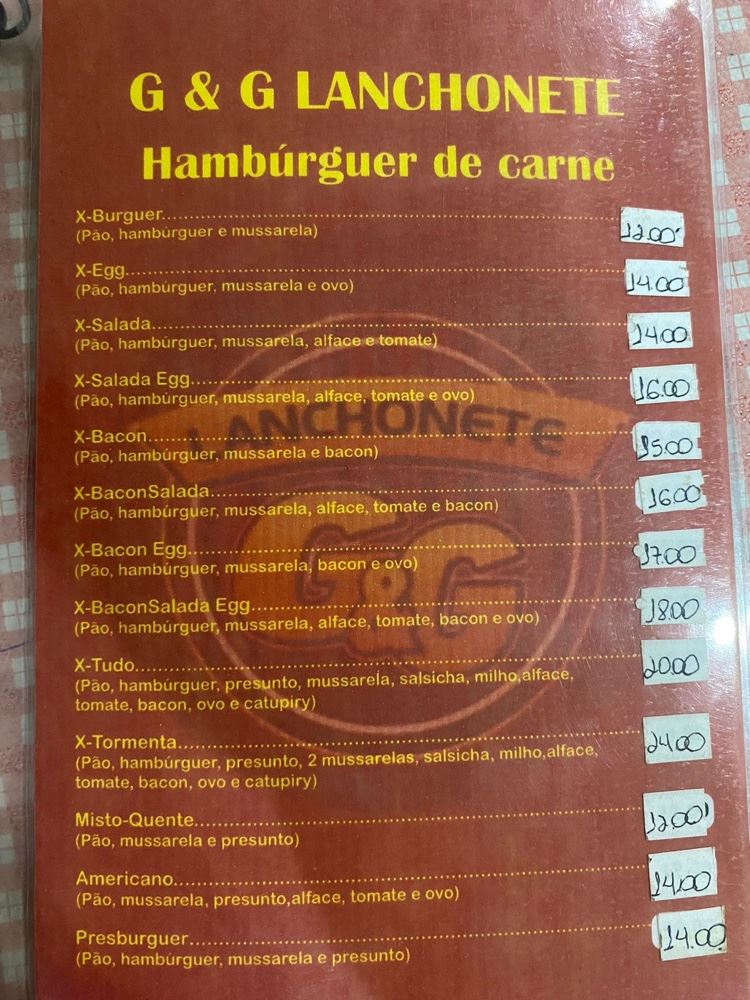 G & G LANCHONETE
Hambúrguer de carne
X-Burguer 12.00
(Pão, hambúrguer e mussarela)
X-Egg 14.00
(Pão, hambúrguer, mussarela e ovo)
X-Salada 14.00
(Pão, hambúrguer, mussarela, alface e tomate)
X-Salada Egg 16.00
(Pão, hambúrguer, mussarela, alface, tomate e ovo)
X-Bacon 15.00
(Pão, hambúrguer, mussarela e bacon)
X-BaconSalada 16.00
(Pão, hambúrguer, mussarela, alface, tomate e bacon)
X-Bacon Egg 17.00
(Pão, hambúrguer, mussarela, bacon e ovo)
X-BaconSalada Egg 18.00
(Pão, hambúrguer, mussarela, alface, tomate, bacon e ovo)
X-Tudo 20.00
(Pão, hambúrguer, presunto, mussarela, salsicha, milho,alface,
tomate, bacon, ovo e catupiry)
X-Tormenta 24.00
(Pão, hambúrguer, presunto, 2 mussarelas, salsicha, milho,alface,
tomate, bacon, ovo e catupiry)
Misto-Quente 12.00
(Pão, mussarela e presunto)
Americano 14.00
(Pão, mussarela, presunto,alface, tomate e ovo)
Presburguer 14.00
(Pão, hambúrguer, mussarela e presunto)
LANCHONETE
G&G